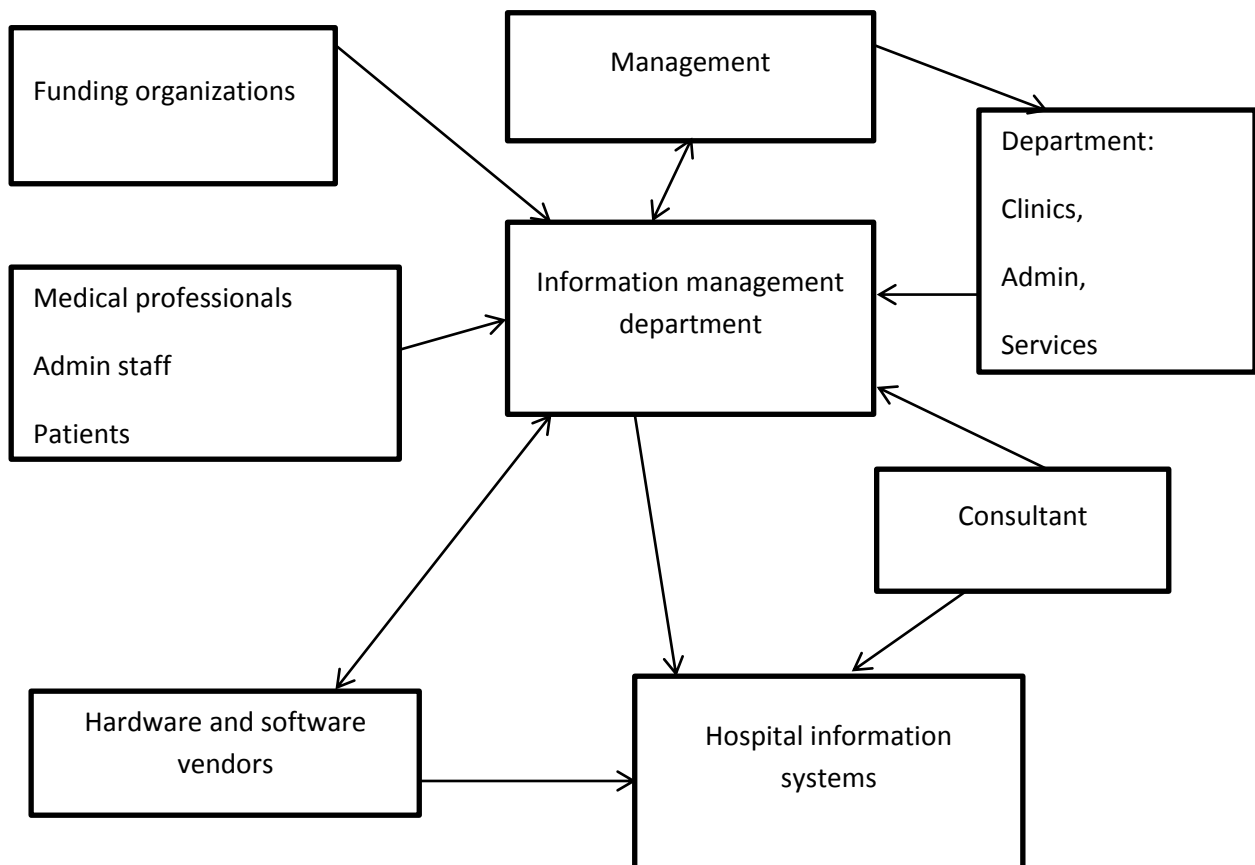 Funding organizations
Management
Department:
Clinics,
Admin,
Services
Medical professionals
Admin staff
Patients
Information management
department
Consultant
Hardware and software
vendors
Hospital information
systems